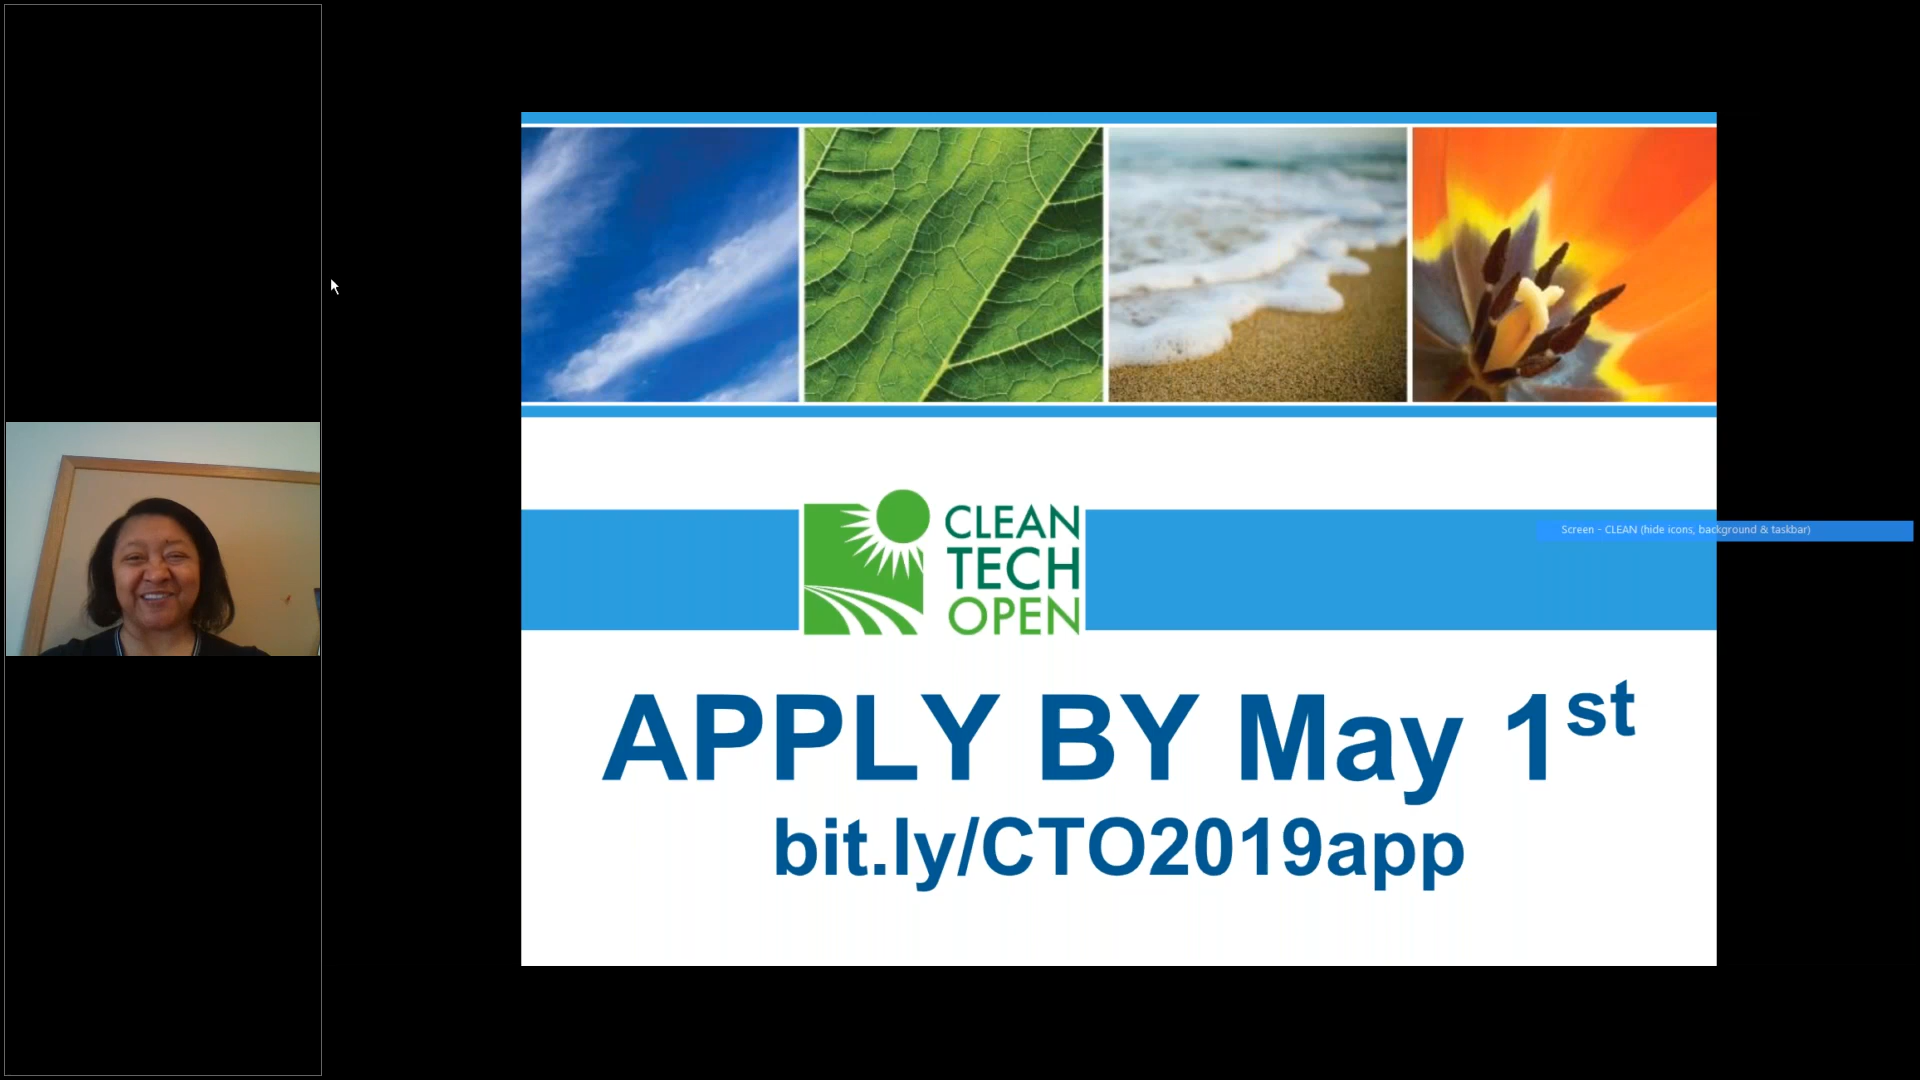 CLEAN
TECH
OPEN
Screen - CLEAN (hide icons, background & taskbar)
APPLY BY May 1st
bit.ly/CTO2019app